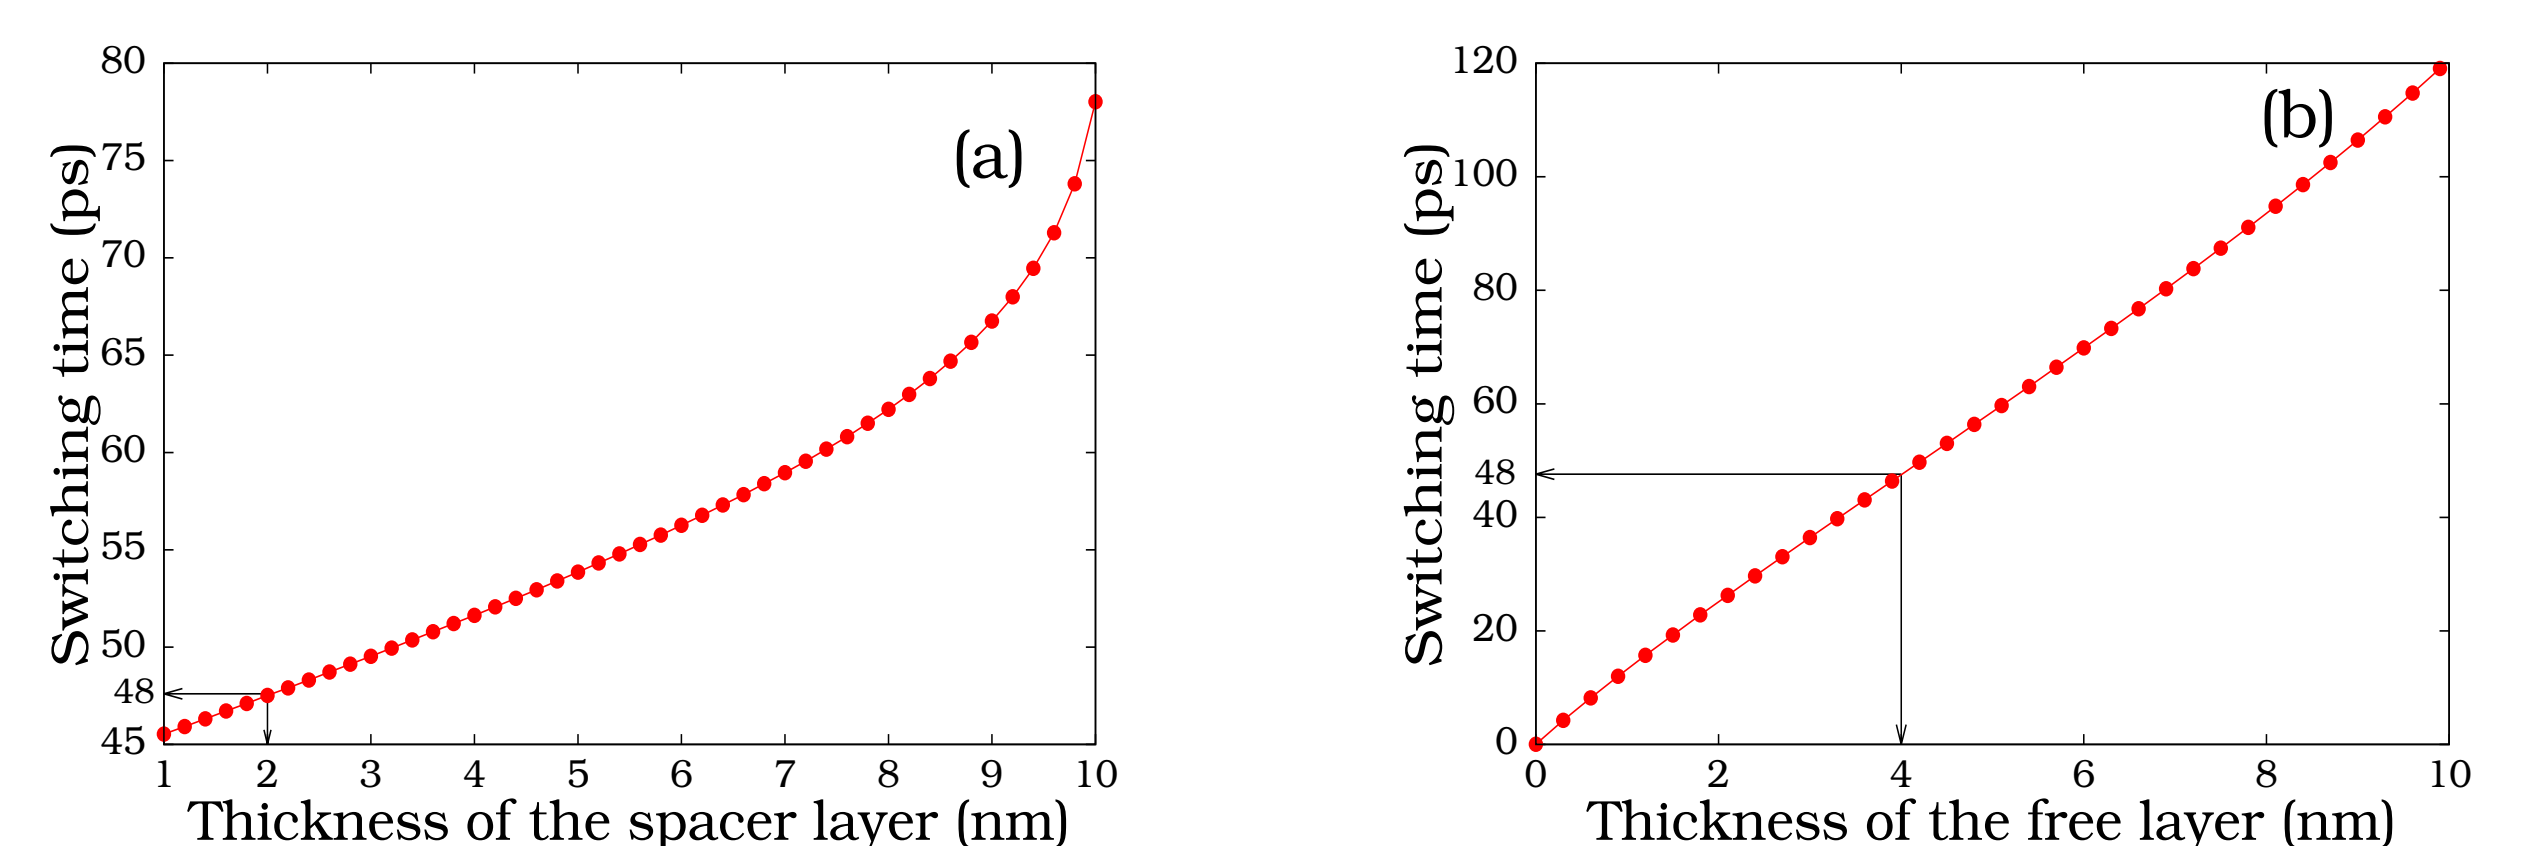 80
75
70
65
60
55
50
48
45
1 2 3 4 5 6 7 8 9 10
Switching time (ps)
Thickness of the spacer layer (nm)
(a)
120
100
80
60
48
40
20
0
0 2 4 6 8 10
Switching time (ps)
Thickness of the free layer (nm)
(b)